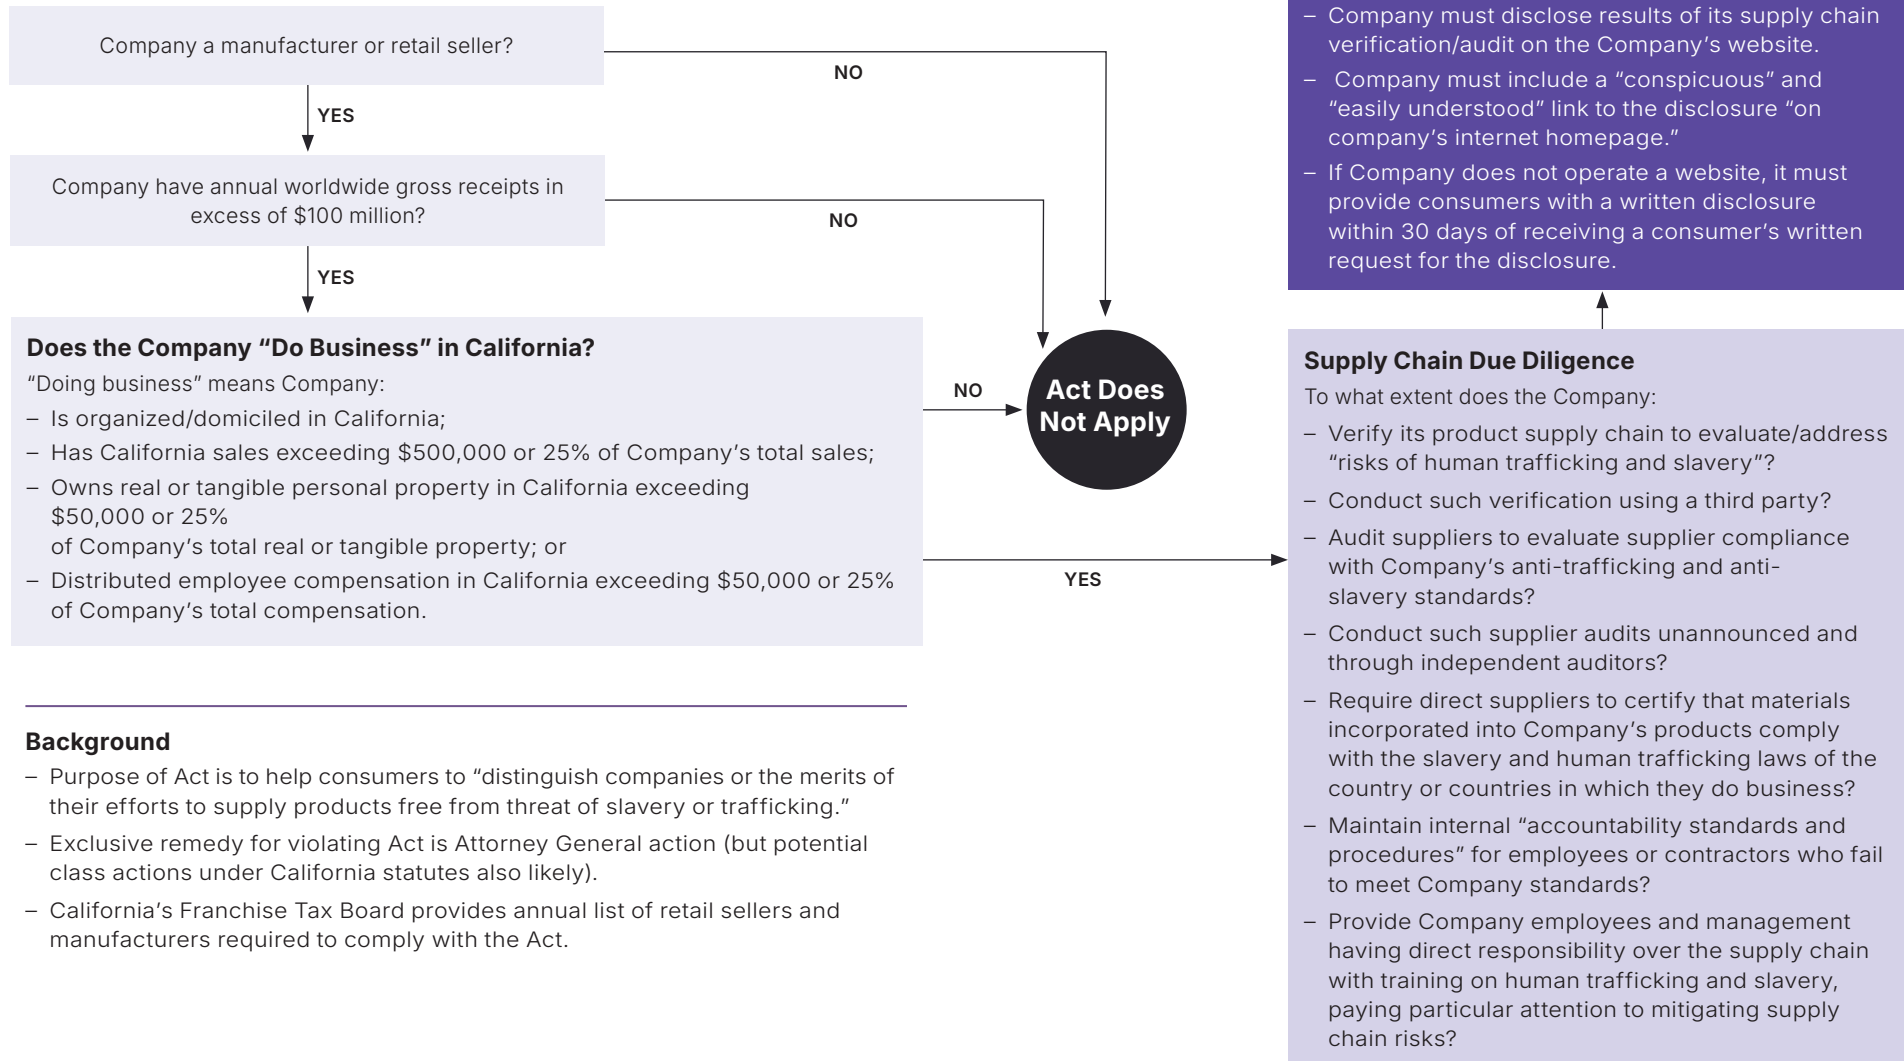 Company a manufacturer or retail seller?
NO
YES
Company have annual worldwide gross receipts in
excess of $100 million?
NO
YES
Does the Company “Do Business” in California?
“Doing business” means Company:
– Is organized/domiciled in California;
– Has California sales exceeding $500,000 or 25% of Company’s total sales;
– Owns real or tangible personal property in California exceeding
$50,000 or 25%
of Company’s total real or tangible property; or
– Distributed employee compensation in California exceeding $50,000 or 25%
of Company’s total compensation.
NO
Act Does
Not Apply
YES
Background
– Purpose of Act is to help consumers to “distinguish companies or the merits of
their efforts to supply products free from threat of slavery or trafficking.”
– Exclusive remedy for violating Act is Attorney General action (but potential
class actions under California statutes also likely).
– California’s Franchise Tax Board provides annual list of retail sellers and
manufacturers required to comply with the Act.
– Company must disclose results of its supply chain
verification/audit on the Company’s website.
– Company must include a “conspicuous” and
“easily understood” link to the disclosure “on
company’s internet homepage.”
– If Company does not operate a website, it must
provide consumers with a written disclosure
within 30 days of receiving a consumer’s written
request for the disclosure.
Supply Chain Due Diligence
To what extent does the Company:
– Verify its product supply chain to evaluate/address
“risks of human trafficking and slavery”?
– Conduct such verification using a third party?
– Audit suppliers to evaluate supplier compliance
with Company’s anti-trafficking and anti-
slavery standards?
– Conduct such supplier audits unannounced and
through independent auditors?
– Require direct suppliers to certify that materials
incorporated into Company’s products comply
with the slavery and human trafficking laws of the
country or countries in which they do business?
– Maintain internal “accountability standards and
procedures” for employees or contractors who fail
to meet Company standards?
– Provide Company employees and management
having direct responsibility over the supply chain
with training on human trafficking and slavery,
paying particular attention to mitigating supply
chain risks?